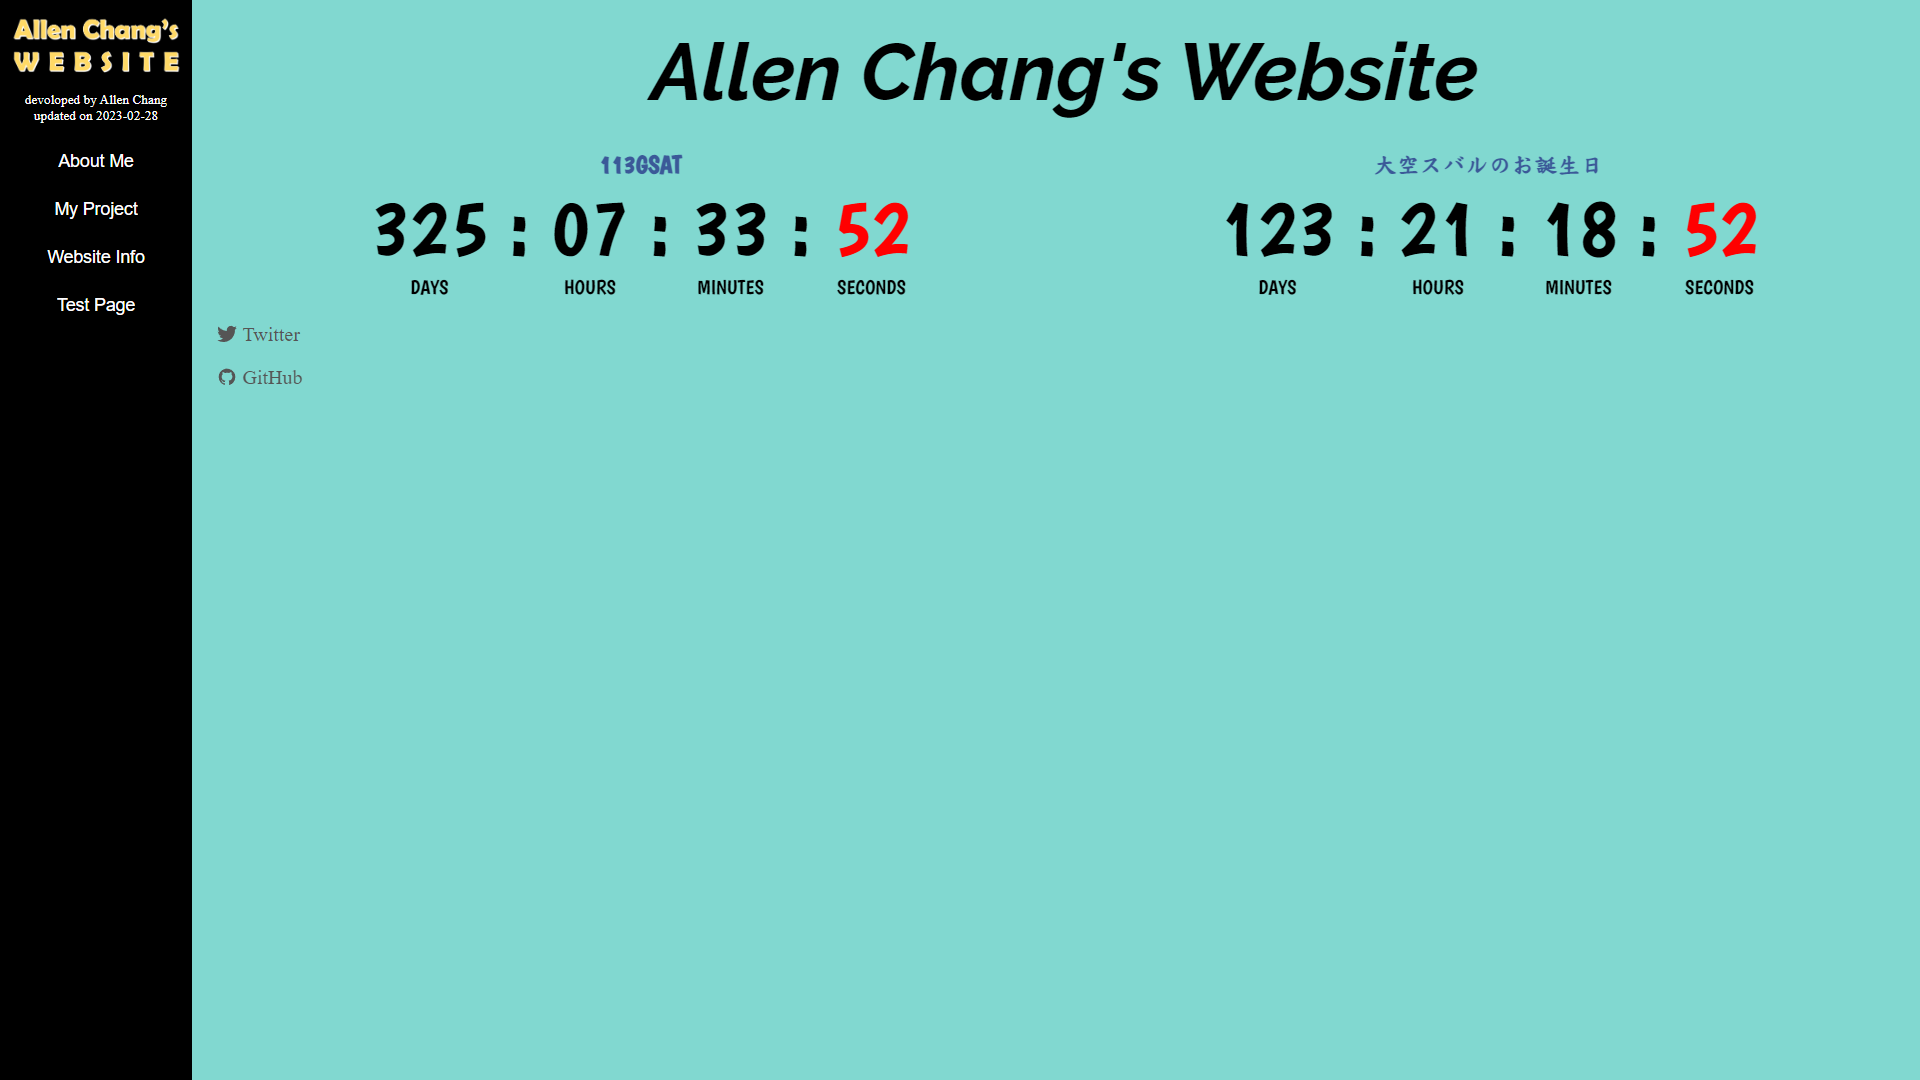 Allen Chang's
WEBSITE
devoloped by Allen Chang
updated on 2023-02-28
About Me
My Project
Website Info
Test Page
Allen Chang's Website
113GSAT
325 : 07 : 33 : 52
DAYS HOURS MINUTES SECONDS
大空スバルのお誕生日
123 : 21 : 18 : 52
DAYS HOURS MINUTES SECONDS
Twitter
GitHub